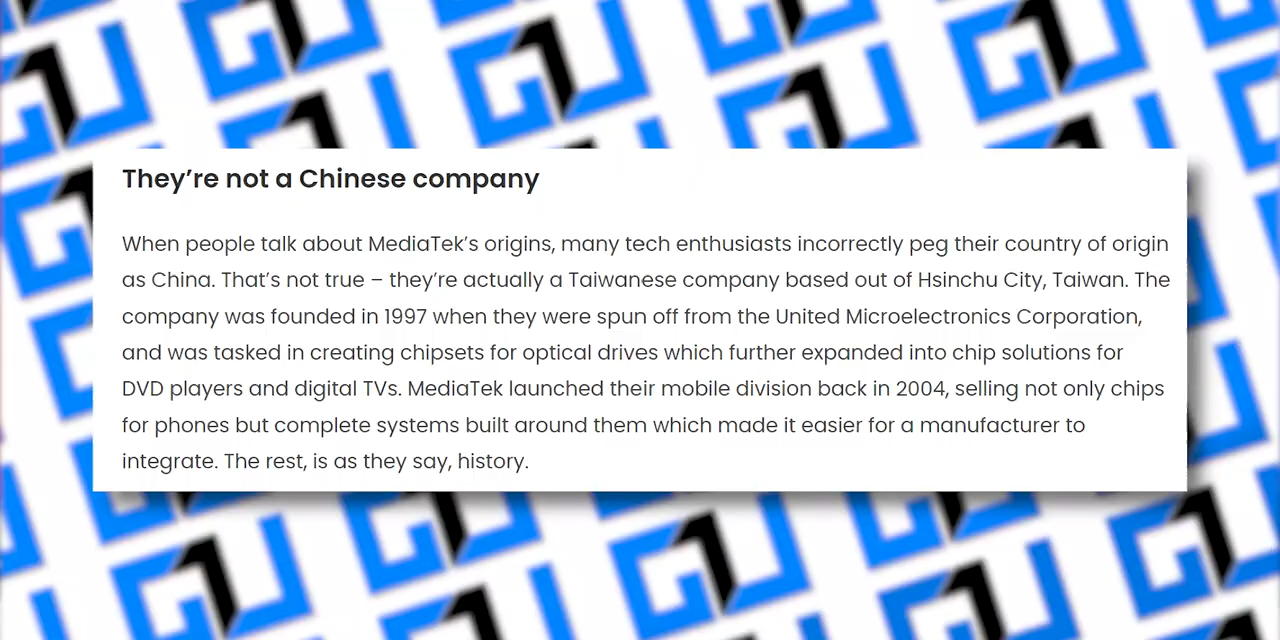 They’re not a Chinese company
When people talk about MediaTek’s origins, many tech enthusiasts incorrectly peg their country of origin
as China. That’s not true – they’re actually a Taiwanese company based out of Hsinchu City, Taiwan. The
company was founded in 1997 when they were spun off from the United Microelectronics Corporation,
and was tasked in creating chipsets for optical drives which further expanded into chip solutions for
DVD players and digital TVs. MediaTek launched their mobile division back in 2004, selling not only chips
for phones but complete systems built around them which made it easier for a manufacturer to
integrate. The rest, is as they say, history.